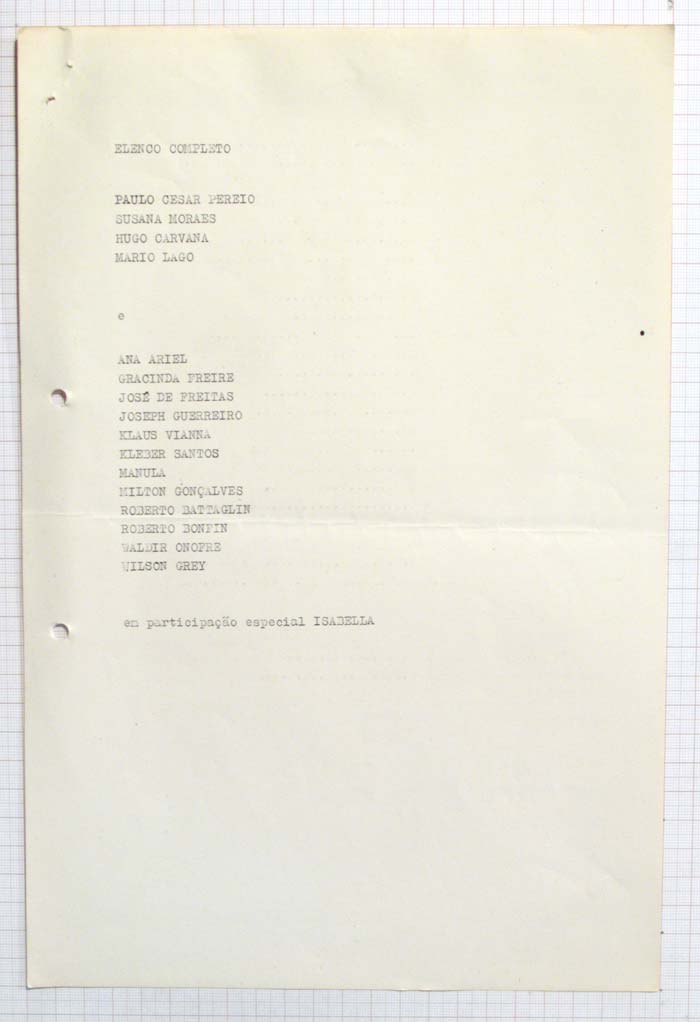 ELENCO COMPLETO
PAULO CESAR PEREIO
SUSANA MORAES
HUGO CARVANA
MARIO LAGO
e
ANA ARIEL
GRACINDA FREIRE
JOSÉ DE FREITAS
JOSEPH GUERREIRO
KLAUS VIANNA
KLEBER SANTOS
MANULA
MILTON GONÇALVES
ROBERTO BATTAGLIN
ROBERTO BONFIN
WALDIR ONOFRE
WILSON GREY
em participação especial ISABELLA